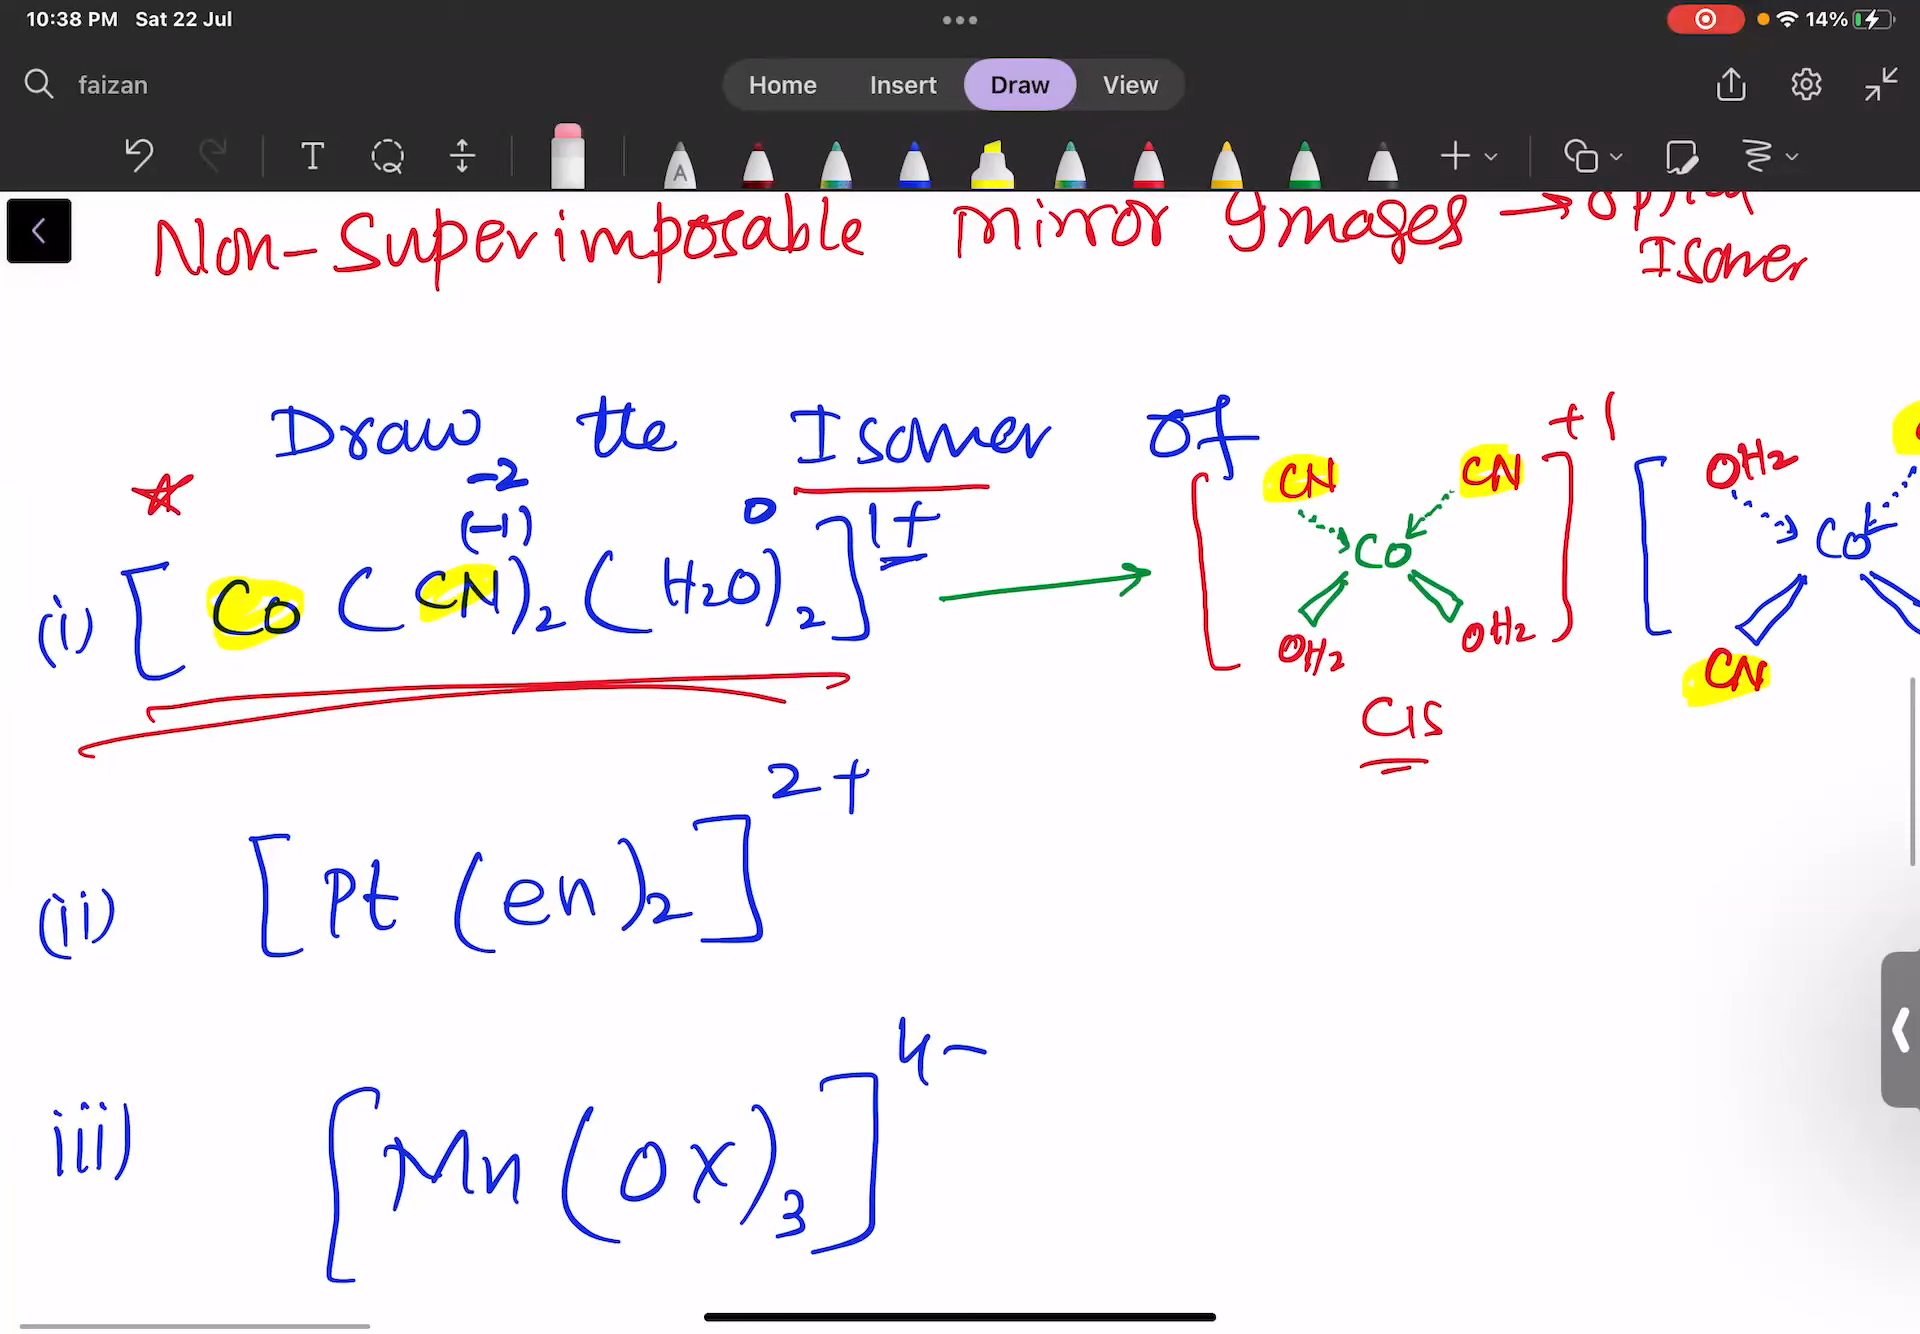 10:38 PM Sat 22 Jul
14%
faizan
Home Insert Draw View
T A
Non-Superimposable mirror Ymages → Optical
Isomer
Draw the Isomer of
-2
(-1) 0
(i) [Co(CN)2(H2O)2]1+
[ CN CN ]+1
Co
OH2 OH2
Cis
[ OH2
Co
CN
(ii) [Pt(en)2]2+
iii) [Mn(ox)3]4-